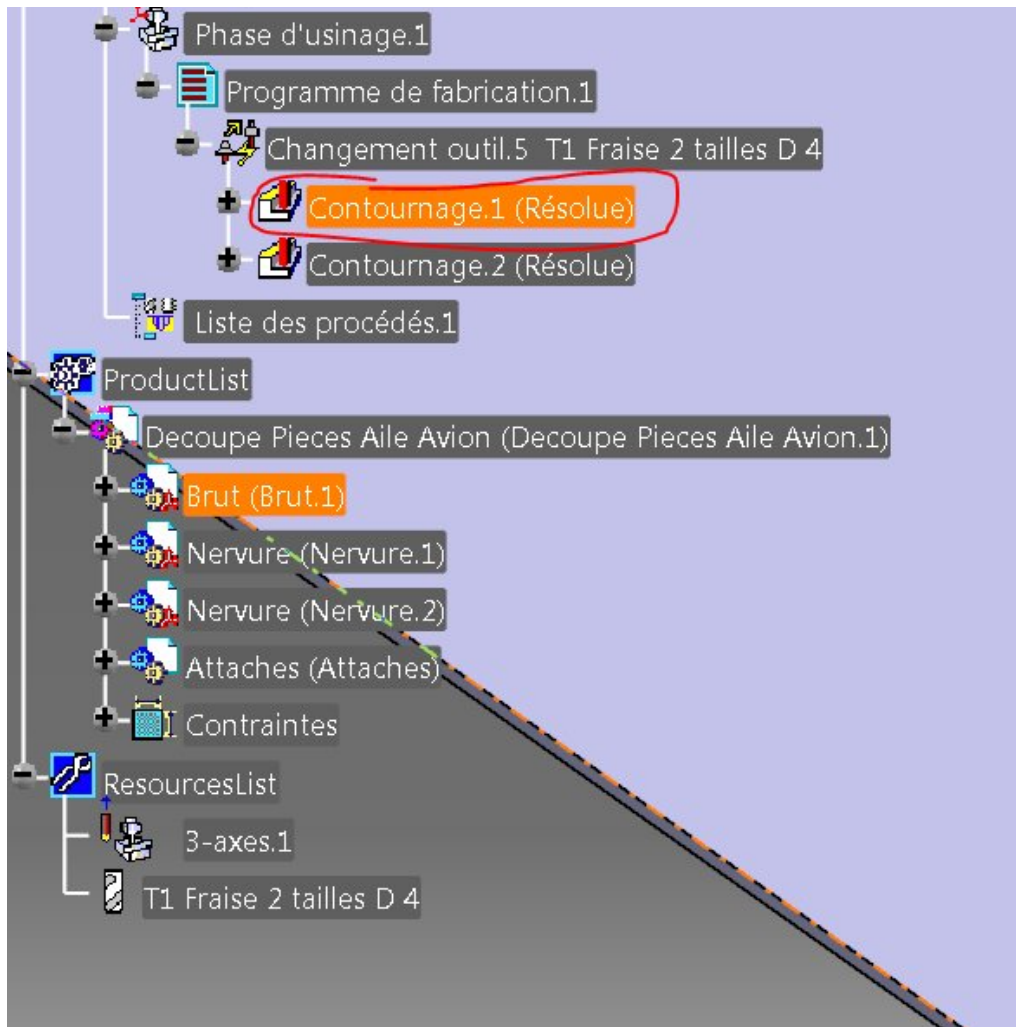 Phase d'usinage.1
Programme de fabrication.1
Changement outil.5 T1 Fraise 2 tailles D 4
Contournage.1 (Résolue)
Contournage.2 (Résolue)
Liste des procédés.1
ProductList
Decoupe Pieces Aile Avion (Decoupe Pieces Aile Avion.1)
Brut (Brut.1)
Nervure (Nervure.1)
Nervure (Nervure.2)
Attaches (Attaches)
Contraintes
ResourcesList
3-axes.1
T1 Fraise 2 tailles D 4